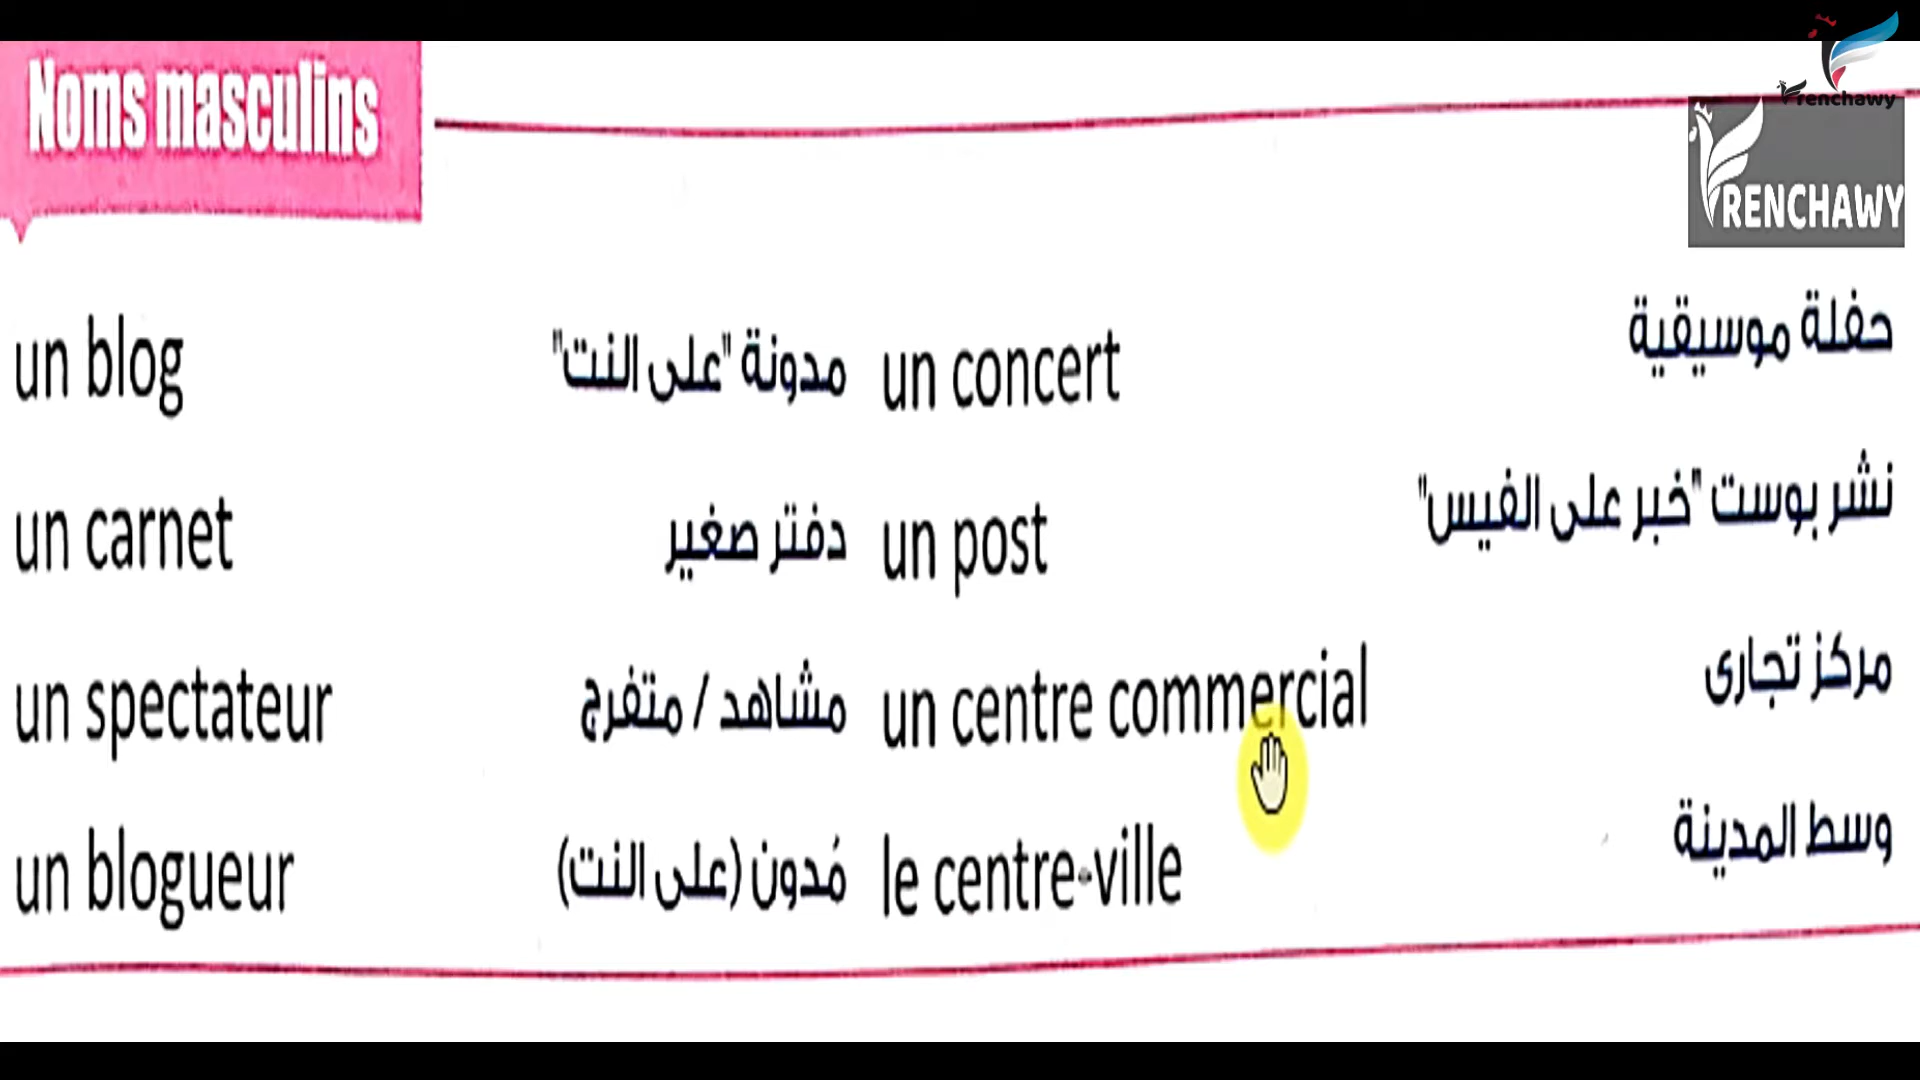 Noms masculins
Frenchawy
FRENCHAWY
un blog مدونة "على النت" un concert حفلة موسيقية
un carnet دفتر صغير un post نشر بوست "خبر على الفيس"
un spectateur مشاهد / متفرج un centre commercial مركز تجارى
un blogueur مُدون (على النت) le centre-ville وسط المدينة